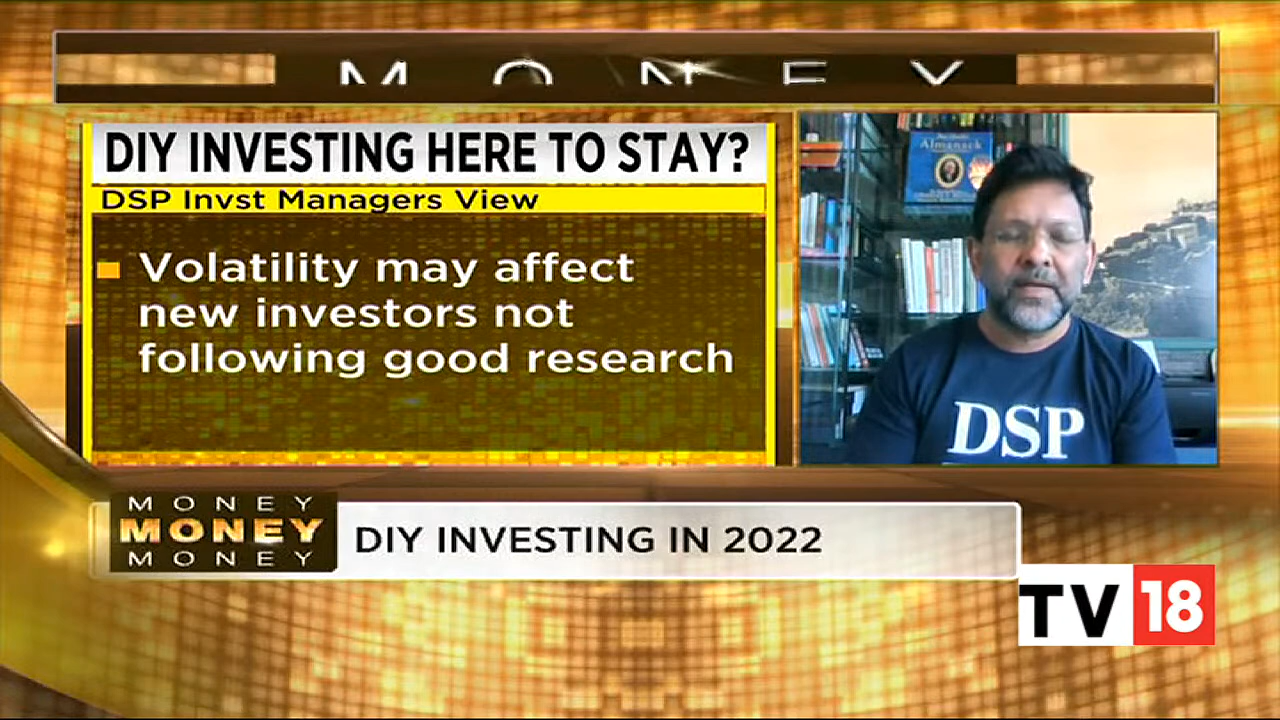 MONEY
DIY INVESTING HERE TO STAY?
DSP Invst Managers View
Volatility may affect
new investors not
following good research
Almanack
DSP
MONEY
MONEY
MONEY
DIY INVESTING IN 2022
TV18